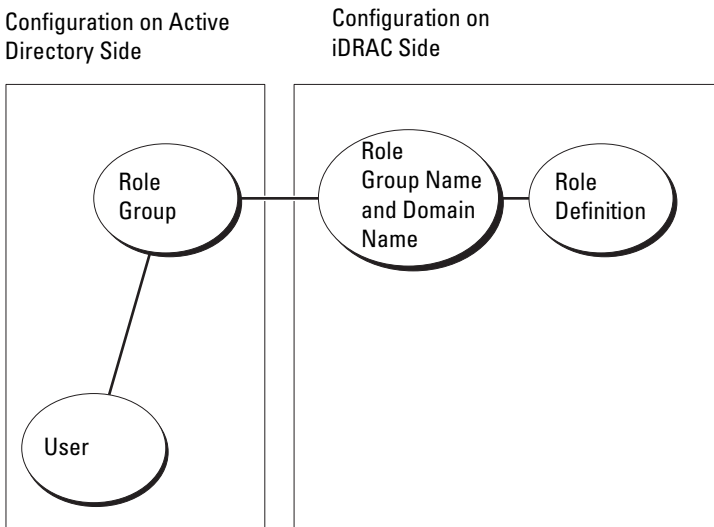 Configuration on Active
Directory Side
Configuration on
iDRAC Side
Role
Group
Role
Group Name
and Domain
Name
Role
Definition
User